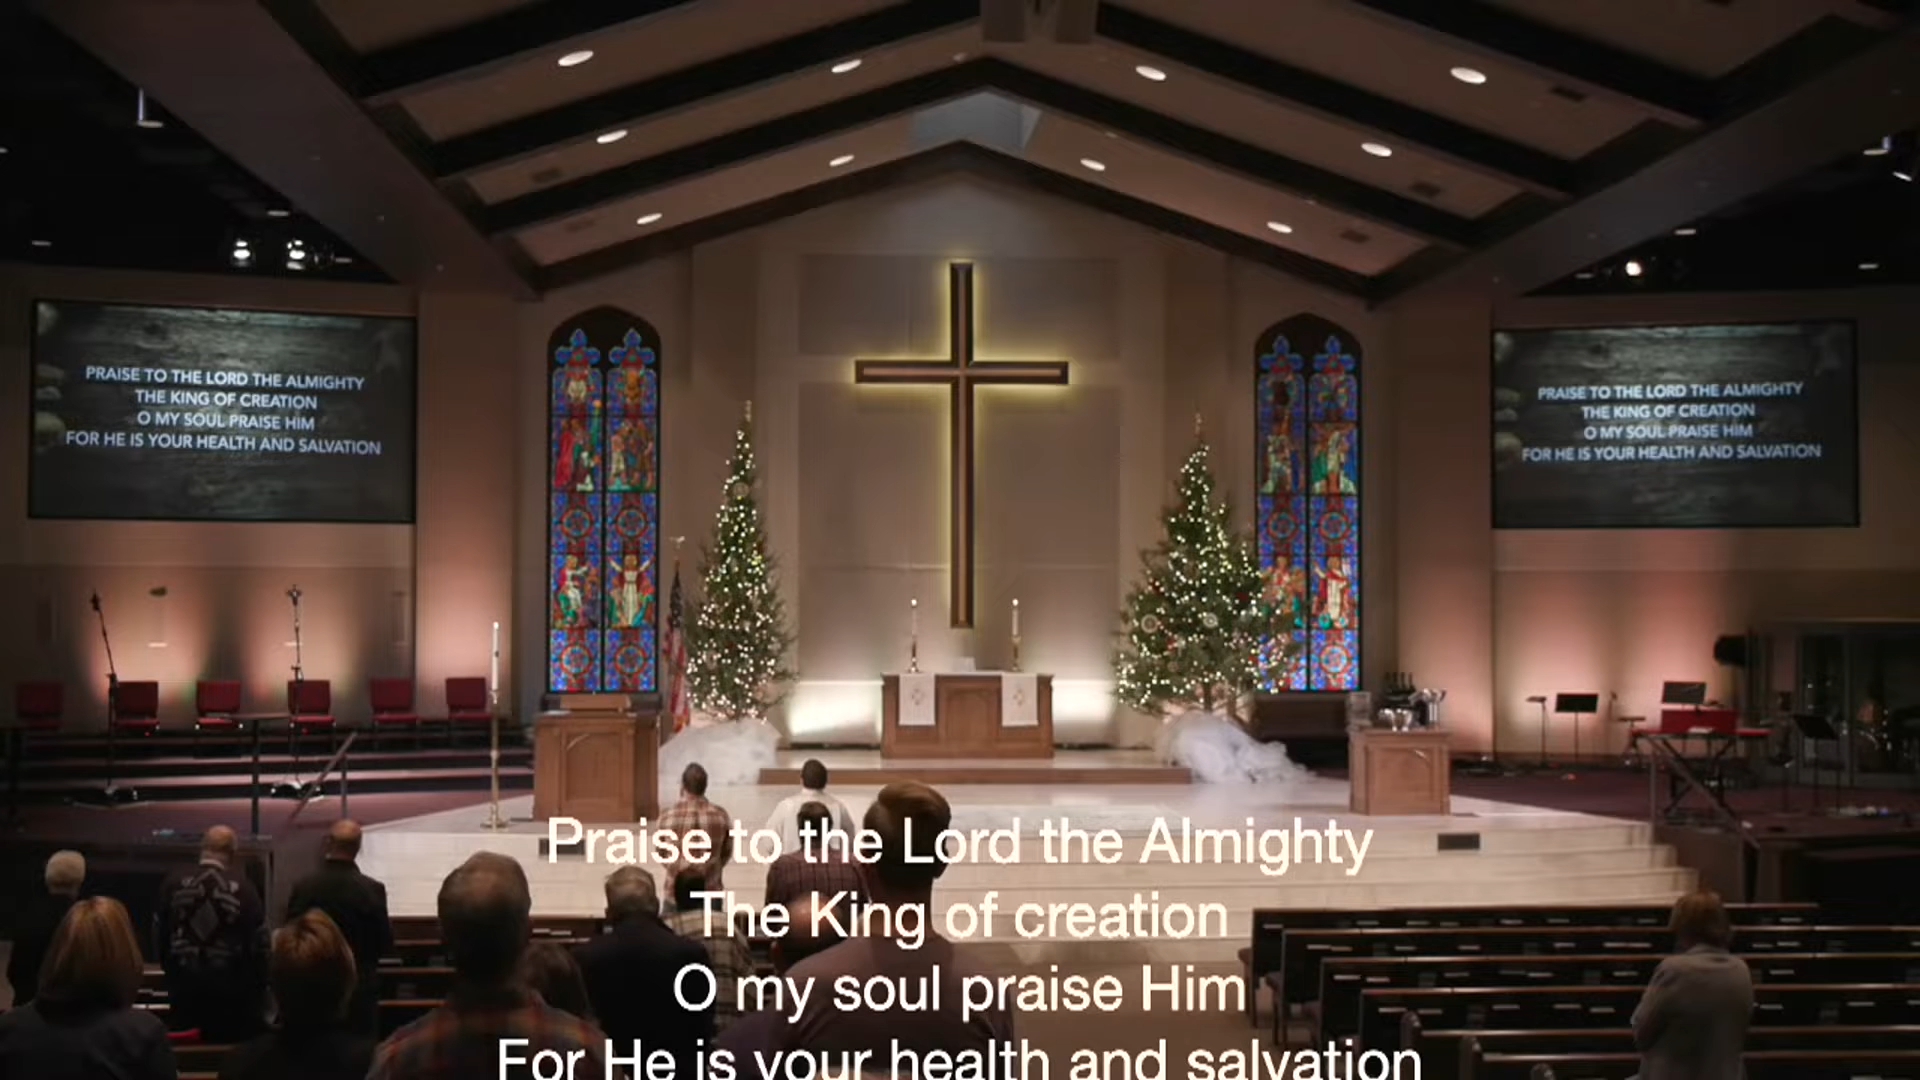 PRAISE TO THE LORD THE ALMIGHTY
THE KING OF CREATION
O MY SOUL PRAISE HIM
FOR HE IS YOUR HEALTH AND SALVATION
PRAISE TO THE LORD THE ALMIGHTY
THE KING OF CREATION
O MY SOUL PRAISE HIM
FOR HE IS YOUR HEALTH AND SALVATION
Praise to the Lord the Almighty
The King of creation
O my soul praise Him
For He is your health and salvation